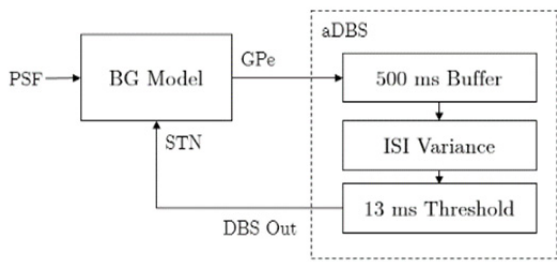 aDBS
PSF
BG Model
GPe
500 ms Buffer
STN
ISI Variance
13 ms Threshold
DBS Out